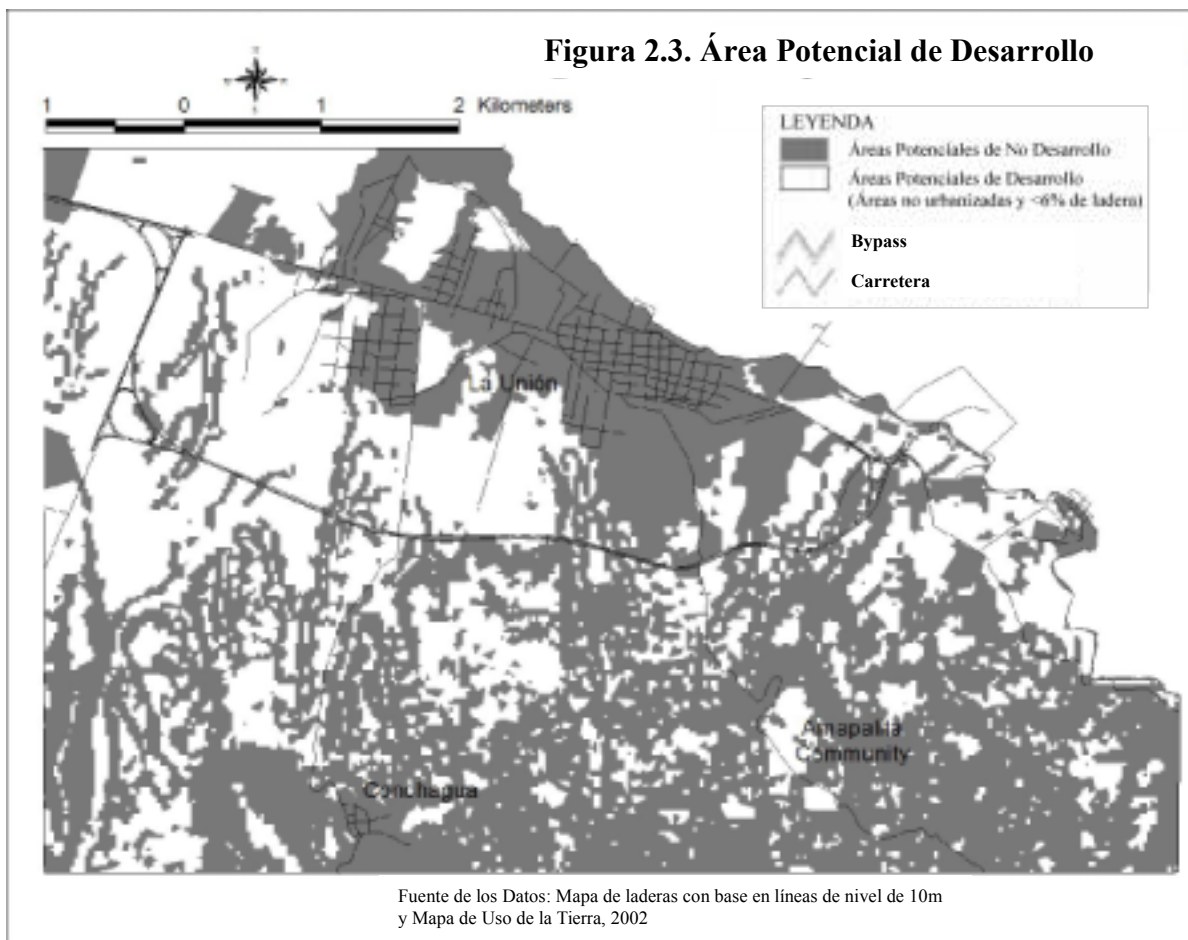 Figura 2.3. Área Potencial de Desarrollo
1 0 1 2 Kilometers
LEYENDA
Áreas Potenciales de No Desarrollo
Áreas Potenciales de Desarrollo
(Áreas no urbanizadas y <6% de ladera)
Bypass
Carretera
La Unión
Amapalita
Community
Conchagua
Fuente de los Datos: Mapa de laderas con base en líneas de nivel de 10m
y Mapa de Uso de la Tierra, 2002